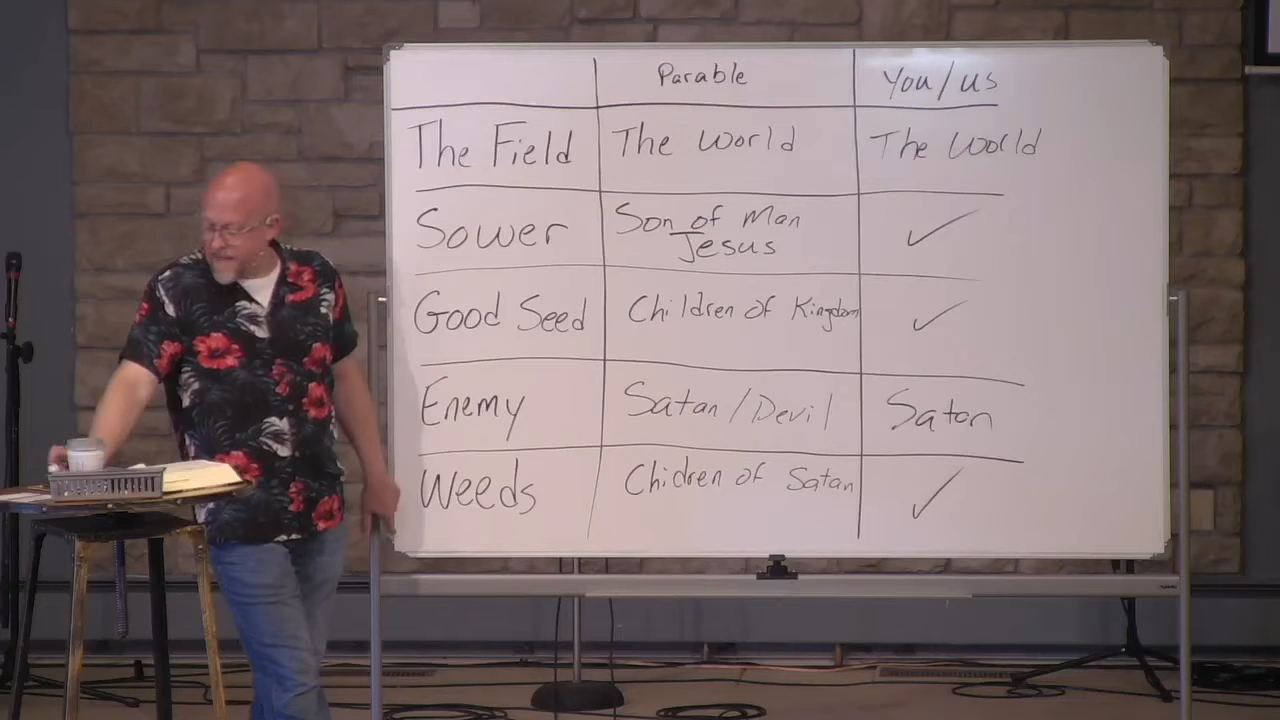 Parable You/us
The Field The World The World
Sower Son of Man ✓
Jesus
Good Seed Children of Kingdom ✓
Enemy Satan/Devil Satan
Weeds Chidren of Satan ✓